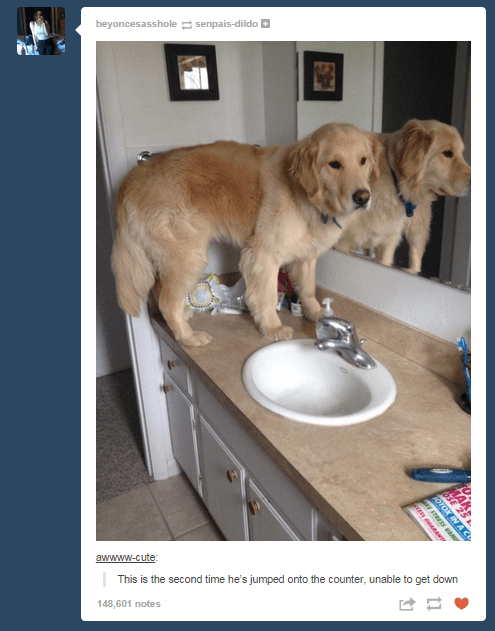 beyoncesasshole senpais-dildo
awwww-cute:
This is the second time he's jumped onto the counter, unable to get down
148,601 notes